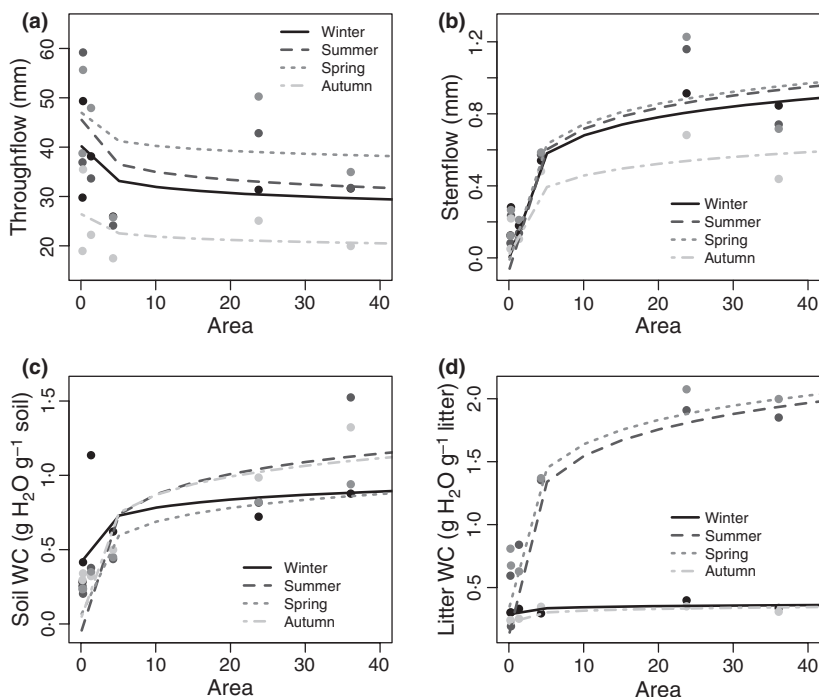 (a)
Throughflow (mm)
60
50
40
30
20
0
10
20
30
40
Area
Winter
Summer
Spring
Autumn
(b)
Stemflow (mm)
1·2
0·8
0·4
0·0
0
10
20
30
40
Area
Winter
Summer
Spring
Autumn
(c)
Soil WC (g H₂O g⁻¹ soil)
1·5
1·0
0·5
0·0
0
10
20
30
40
Area
Winter
Summer
Spring
Autumn
(d)
Litter WC (g H₂O g⁻¹ litter)
2·0
1·5
1·0
0·5
0
10
20
30
40
Area
Winter
Summer
Spring
Autumn